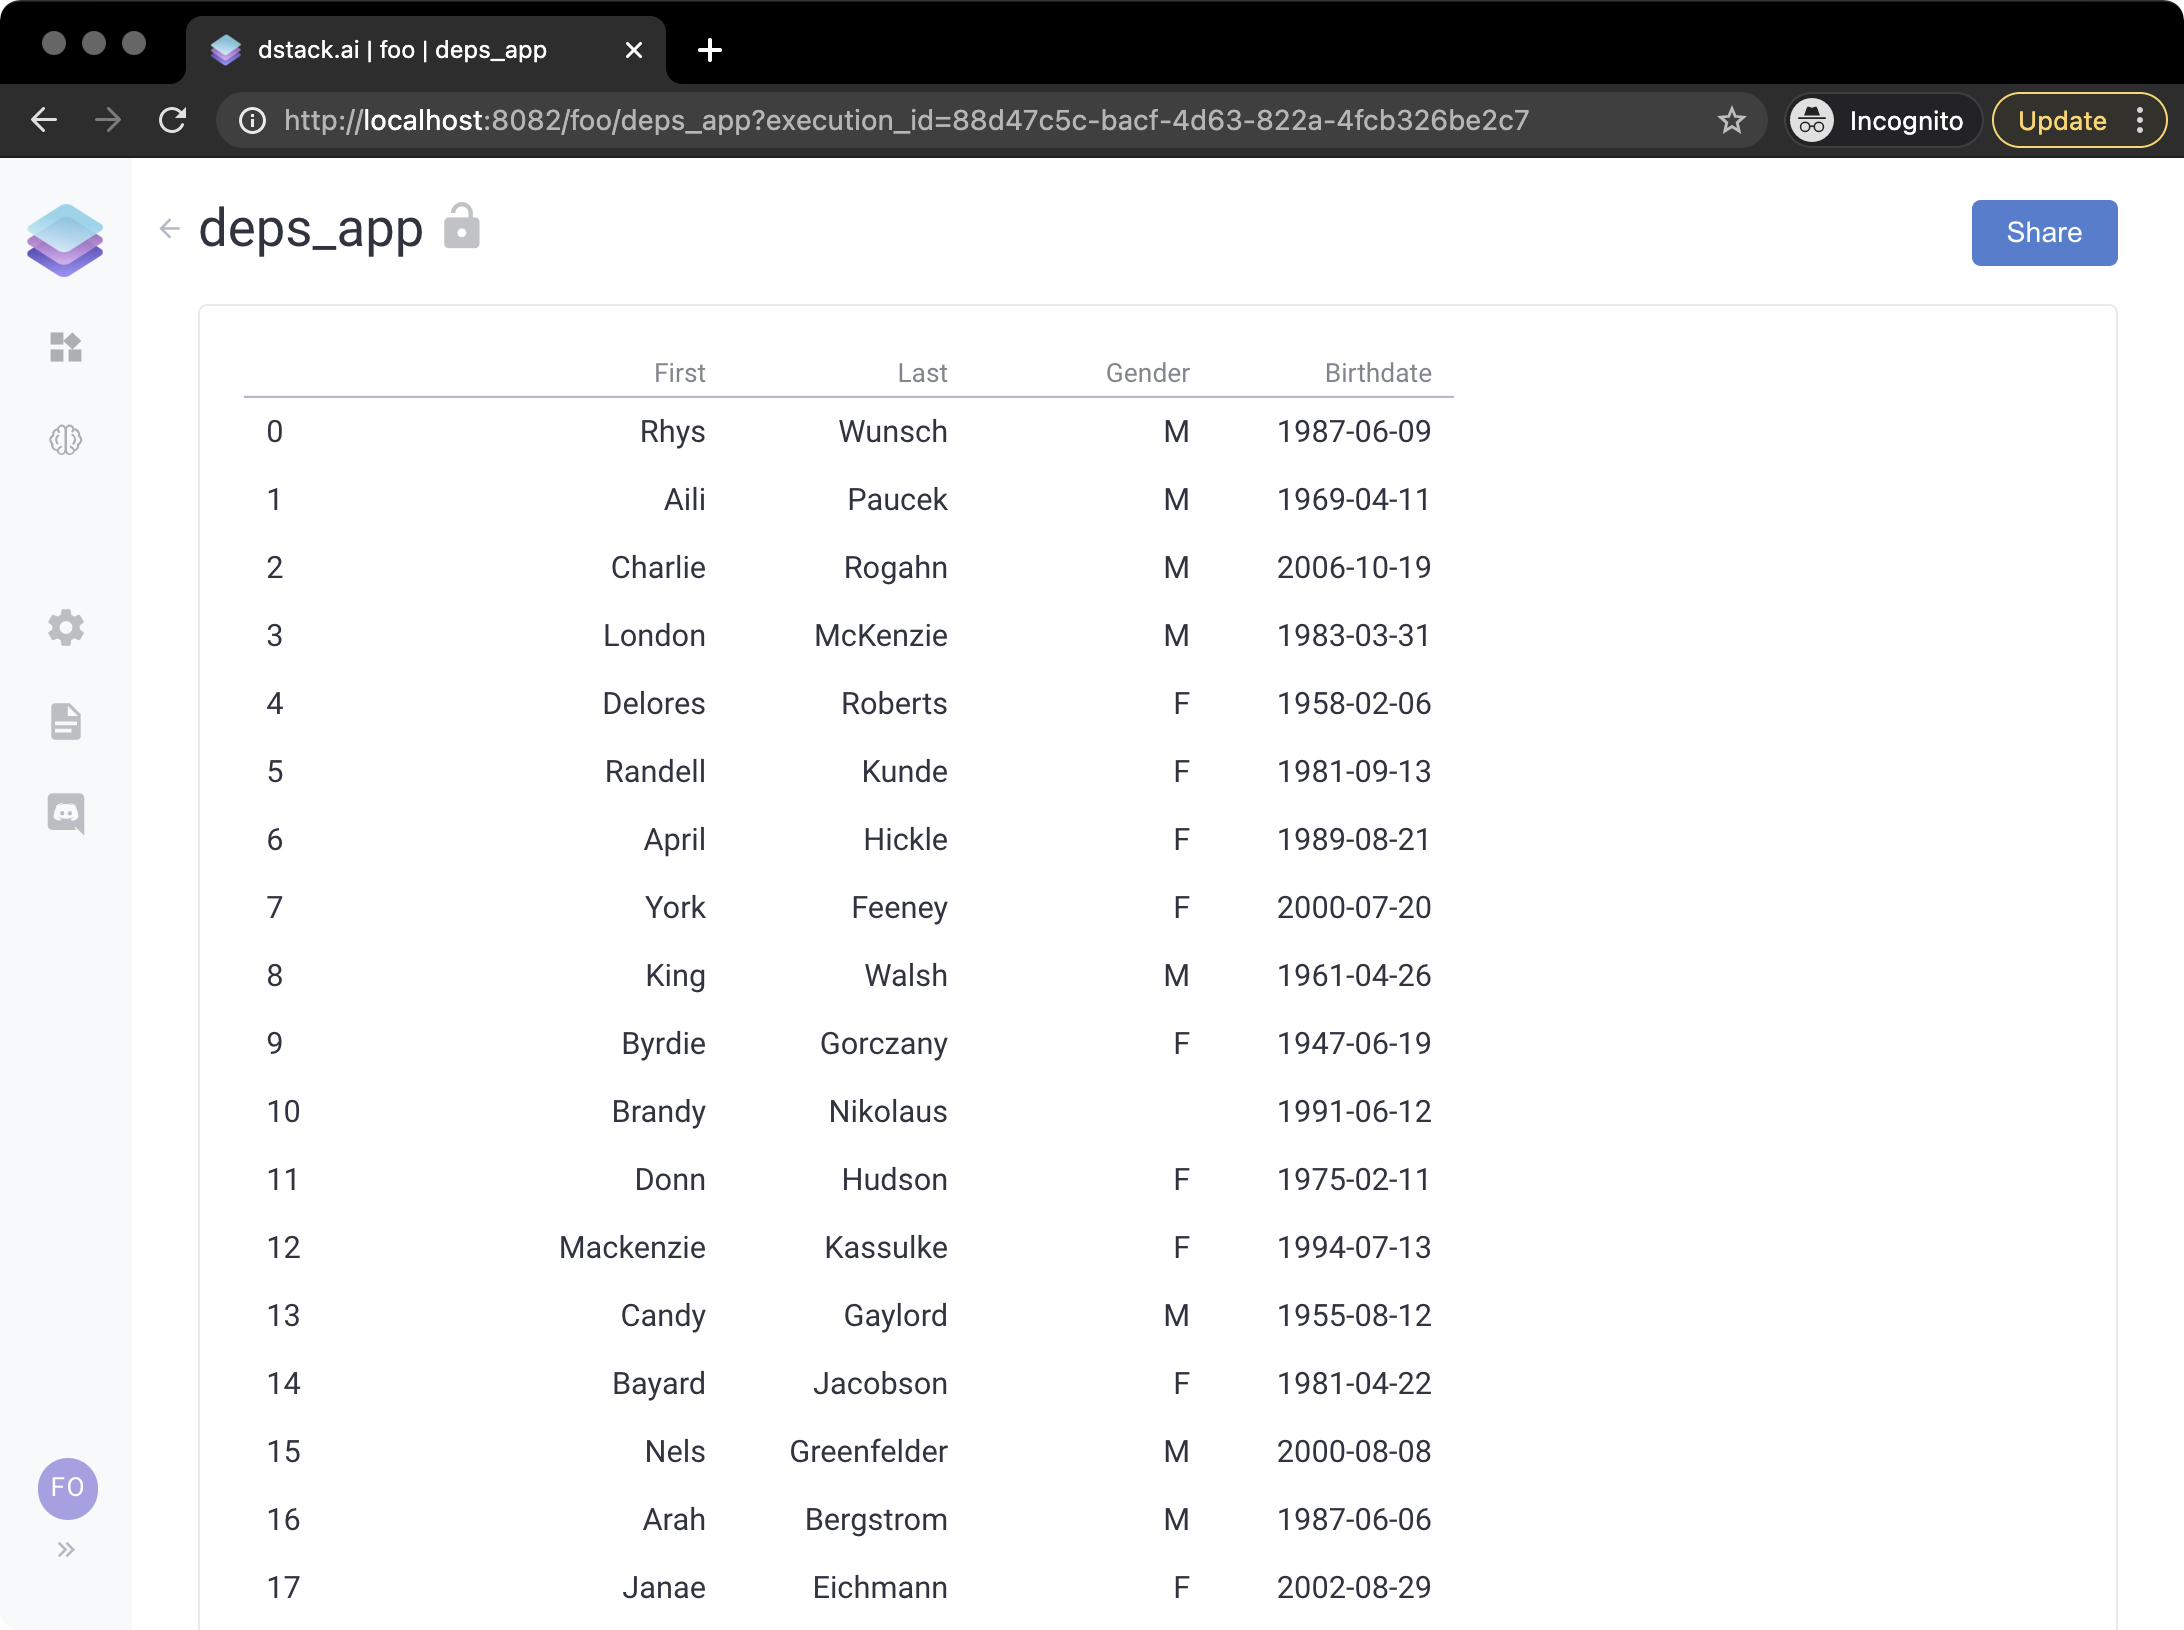 dstack.ai | foo | deps_app
http://localhost:8082/foo/deps_app?execution_id=88d47c5c-bacf-4d63-822a-4fcb326be2c7 Incognito Update
deps_app Share
First Last Gender Birthdate
0 Rhys Wunsch M 1987-06-09
1 Aili Paucek M 1969-04-11
2 Charlie Rogahn M 2006-10-19
3 London McKenzie M 1983-03-31
4 Delores Roberts F 1958-02-06
5 Randell Kunde F 1981-09-13
6 April Hickle F 1989-08-21
7 York Feeney F 2000-07-20
8 King Walsh M 1961-04-26
9 Byrdie Gorczany F 1947-06-19
10 Brandy Nikolaus 1991-06-12
11 Donn Hudson F 1975-02-11
12 Mackenzie Kassulke F 1994-07-13
13 Candy Gaylord M 1955-08-12
14 Bayard Jacobson F 1981-04-22
15 Nels Greenfelder M 2000-08-08
16 Arah Bergstrom M 1987-06-06
17 Janae Eichmann F 2002-08-29
FO